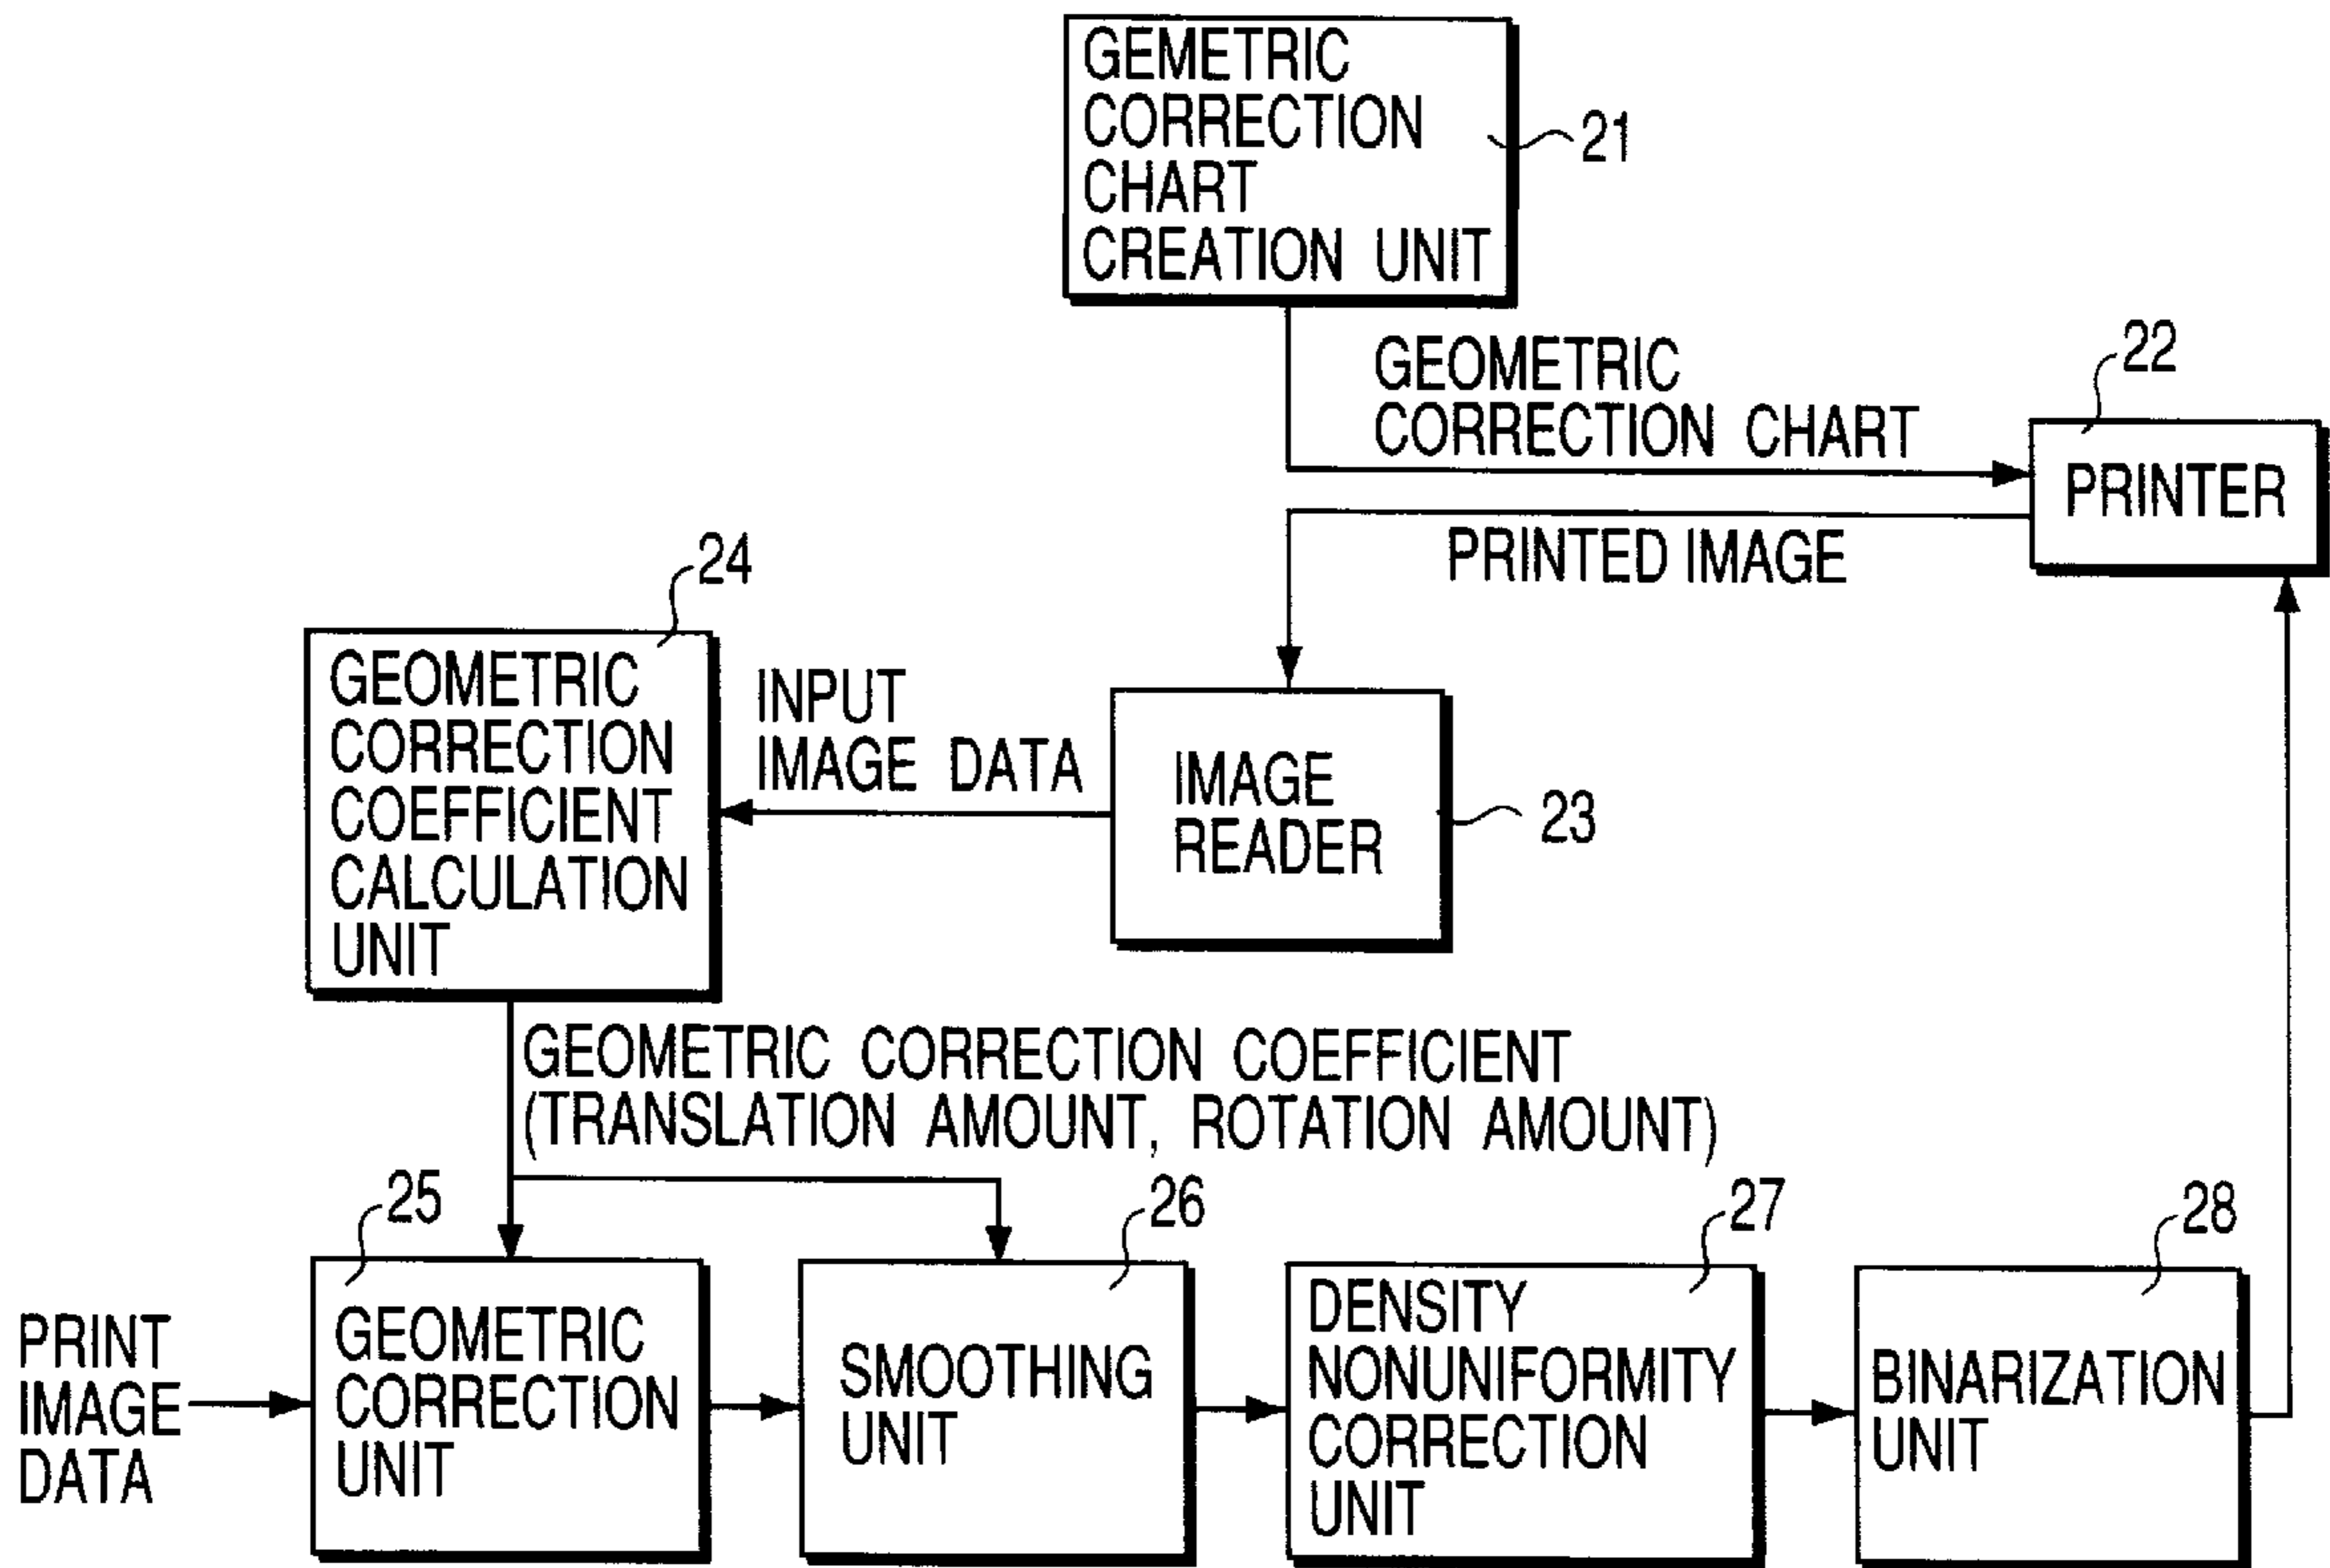 GEMETRIC
CORRECTION
CHART
CREATION UNIT
21
GEOMETRIC
CORRECTION CHART
22
PRINTER
PRINTED IMAGE
24
GEOMETRIC
CORRECTION
COEFFICIENT
CALCULATION
UNIT
INPUT
IMAGE DATA
IMAGE
READER
23
GEOMETRIC CORRECTION COEFFICIENT
(TRANSLATION AMOUNT, ROTATION AMOUNT)
25
26
27
28
PRINT
IMAGE
DATA
GEOMETRIC
CORRECTION
UNIT
SMOOTHING
UNIT
DENSITY
NONUNIFORMITY
CORRECTION
UNIT
BINARIZATION
UNIT